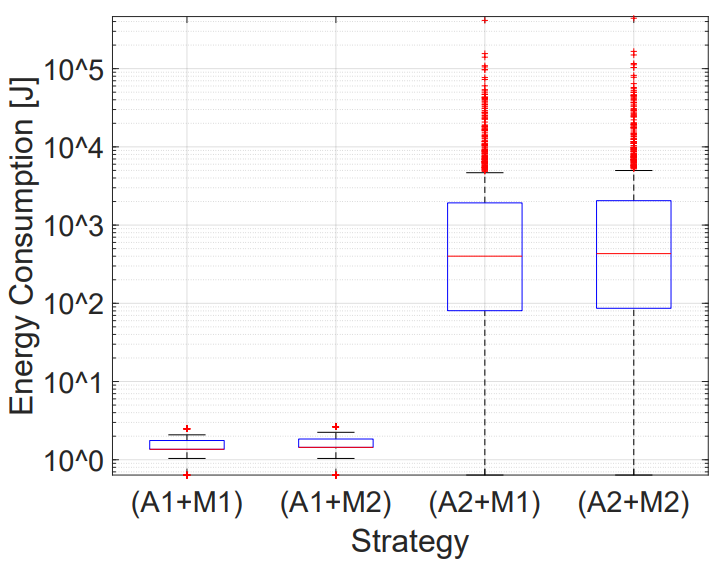 Energy Consumption [J]
10^5
10^4
10^3
10^2
10^1
10^0
(A1+M1) (A1+M2) (A2+M1) (A2+M2)
Strategy